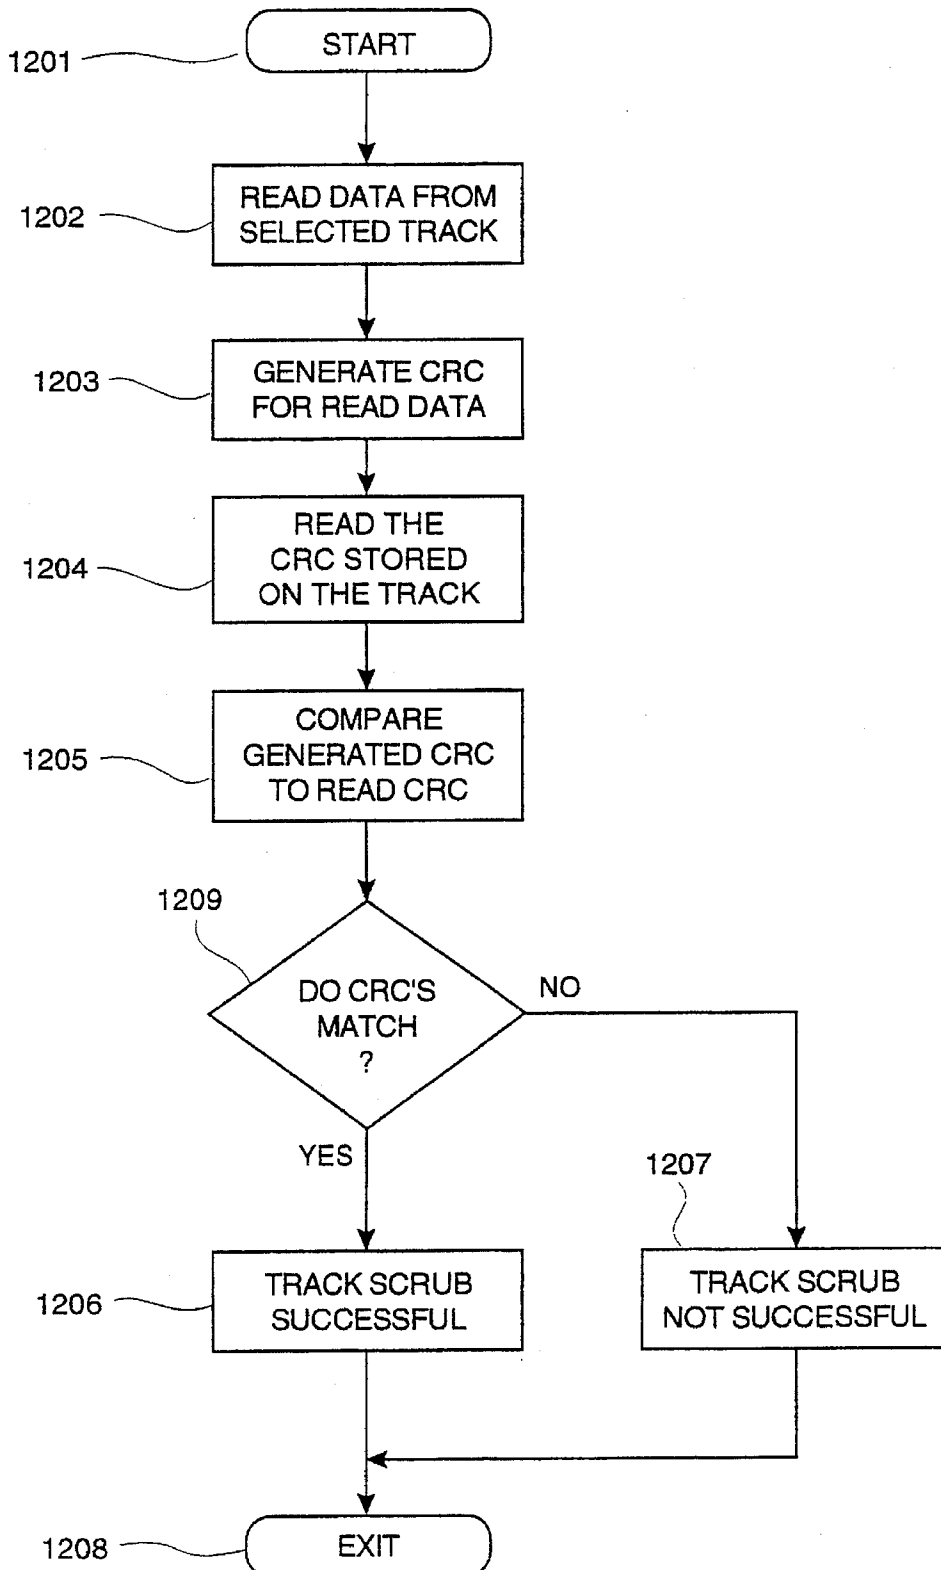 1201
START
1202
READ DATA FROM
SELECTED TRACK
1203
GENERATE CRC
FOR READ DATA
1204
READ THE
CRC STORED
ON THE TRACK
1205
COMPARE
GENERATED CRC
TO READ CRC
1209
DO CRC'S
MATCH
?
NO
YES
1207
1206
TRACK SCRUB
SUCCESSFUL
TRACK SCRUB
NOT SUCCESSFUL
1208
EXIT